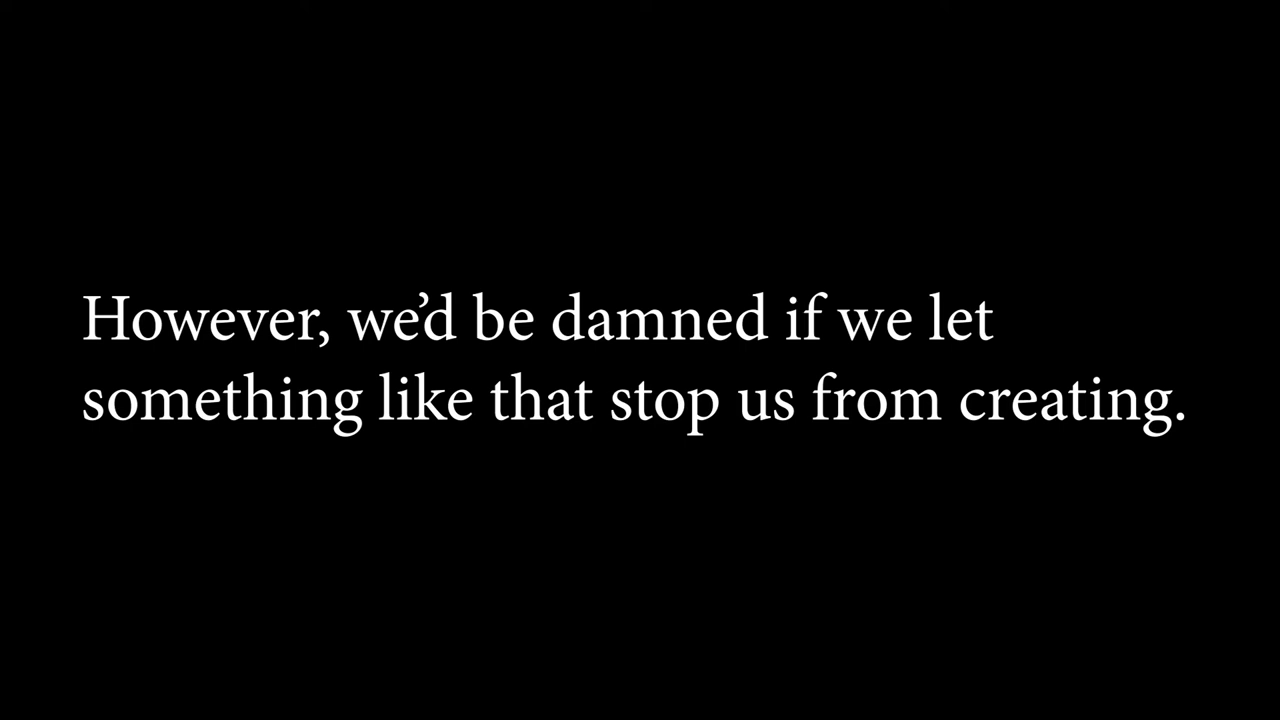 However, we’d be damned if we let
something like that stop us from creating.